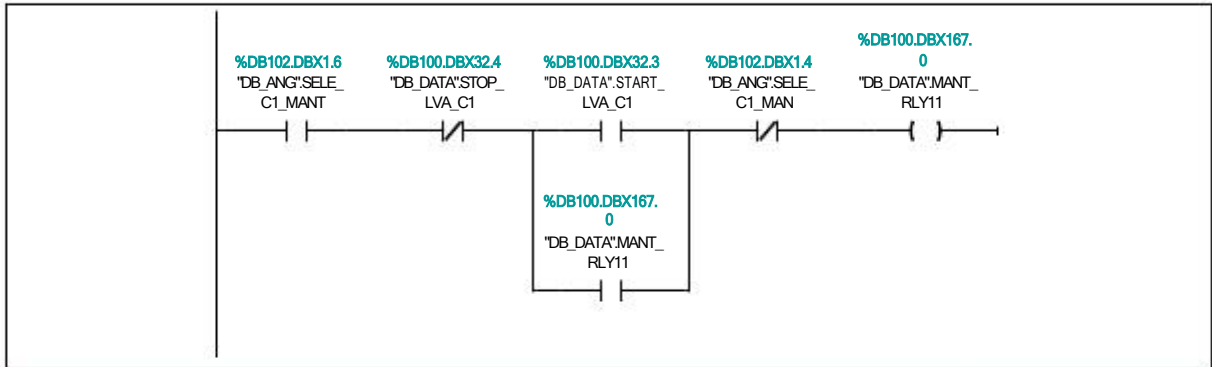 %DB102.DBX1.6
"DB_ANG".SELE_
C1_MANT
%DB100.DBX32.4
"DB_DATA".STOP_
LVA_C1
%DB100.DBX32.3
"DB_DATA".START_
LVA_C1
%DB102.DBX1.4
"DB_ANG".SELE_
C1_MAN
%DB100.DBX167.
0
"DB_DATA".MANT_
RLY11
%DB100.DBX167.
0
"DB_DATA".MANT_
RLY11